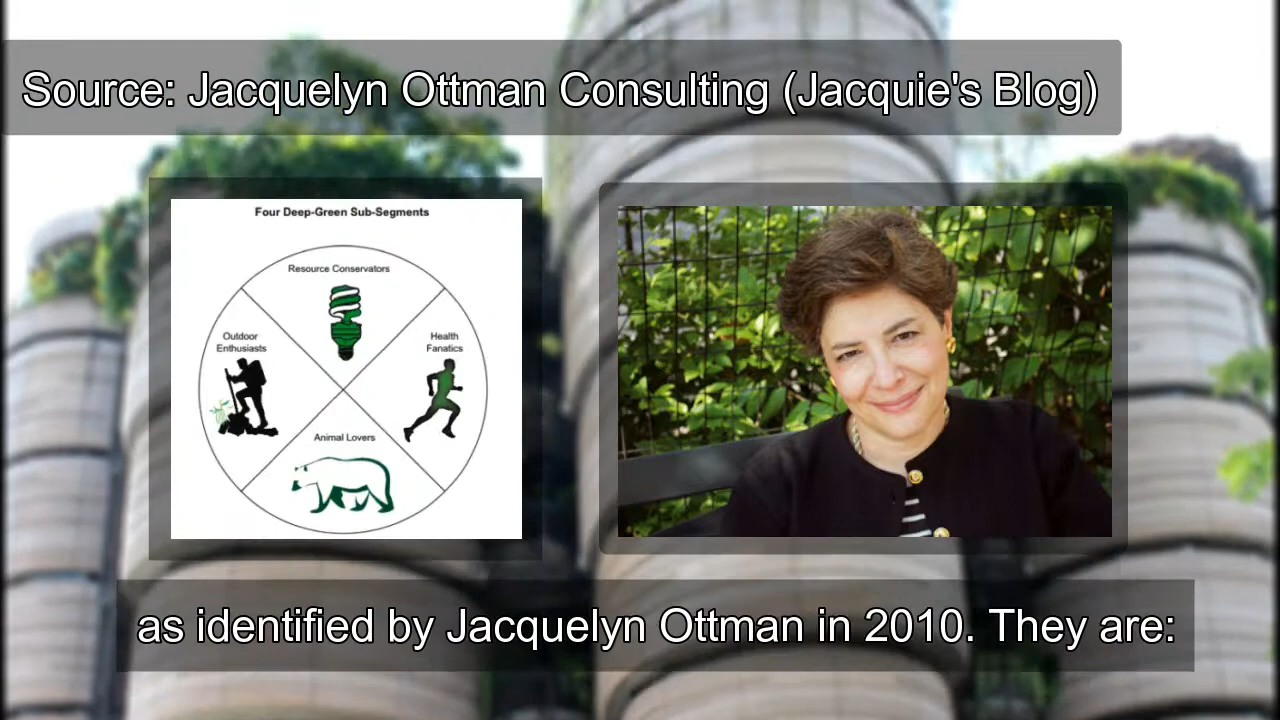 Source: Jacquelyn Ottman Consulting (Jacquie's Blog)
Four Deep-Green Sub-Segments
Resource Conservators
Outdoor
Enthusiasts
Health
Fanatics
Animal Lovers
as identified by Jacquelyn Ottman in 2010. They are: